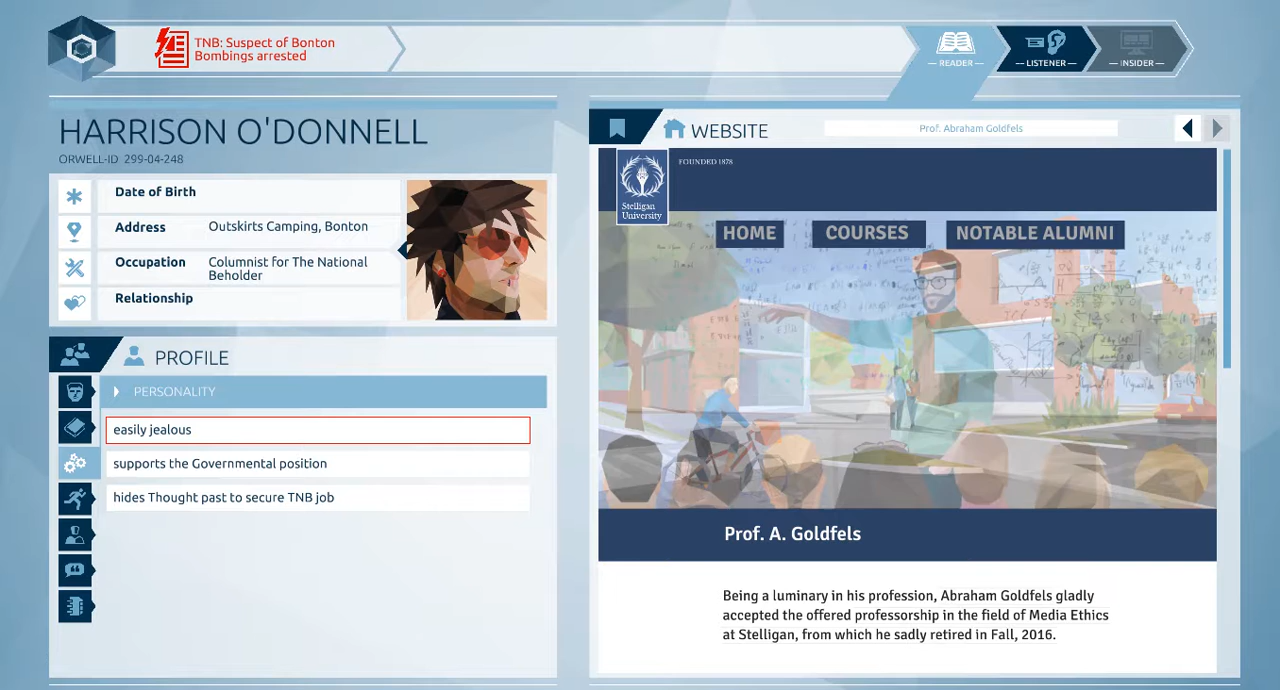 TNB: Suspect of Bonton
Bombings arrested
— READER —
— LISTENER —
— INSIDER —
HARRISON O'DONNELL
ORWELL-ID 299-04-248
Date of Birth
Address Outskirts Camping, Bonton
Occupation Columnist for The National
Beholder
Relationship
PROFILE
PERSONALITY
easily jealous
supports the Governmental position
hides Thought past to secure TNB job
WEBSITE
Prof. Abraham Goldfels
FOUNDED 1878
Stelligan
University
HOME COURSES NOTABLE ALUMNI
Prof. A. Goldfels
Being a luminary in his profession, Abraham Goldfels gladly
accepted the offered professorship in the field of Media Ethics
at Stelligan, from which he sadly retired in Fall, 2016.